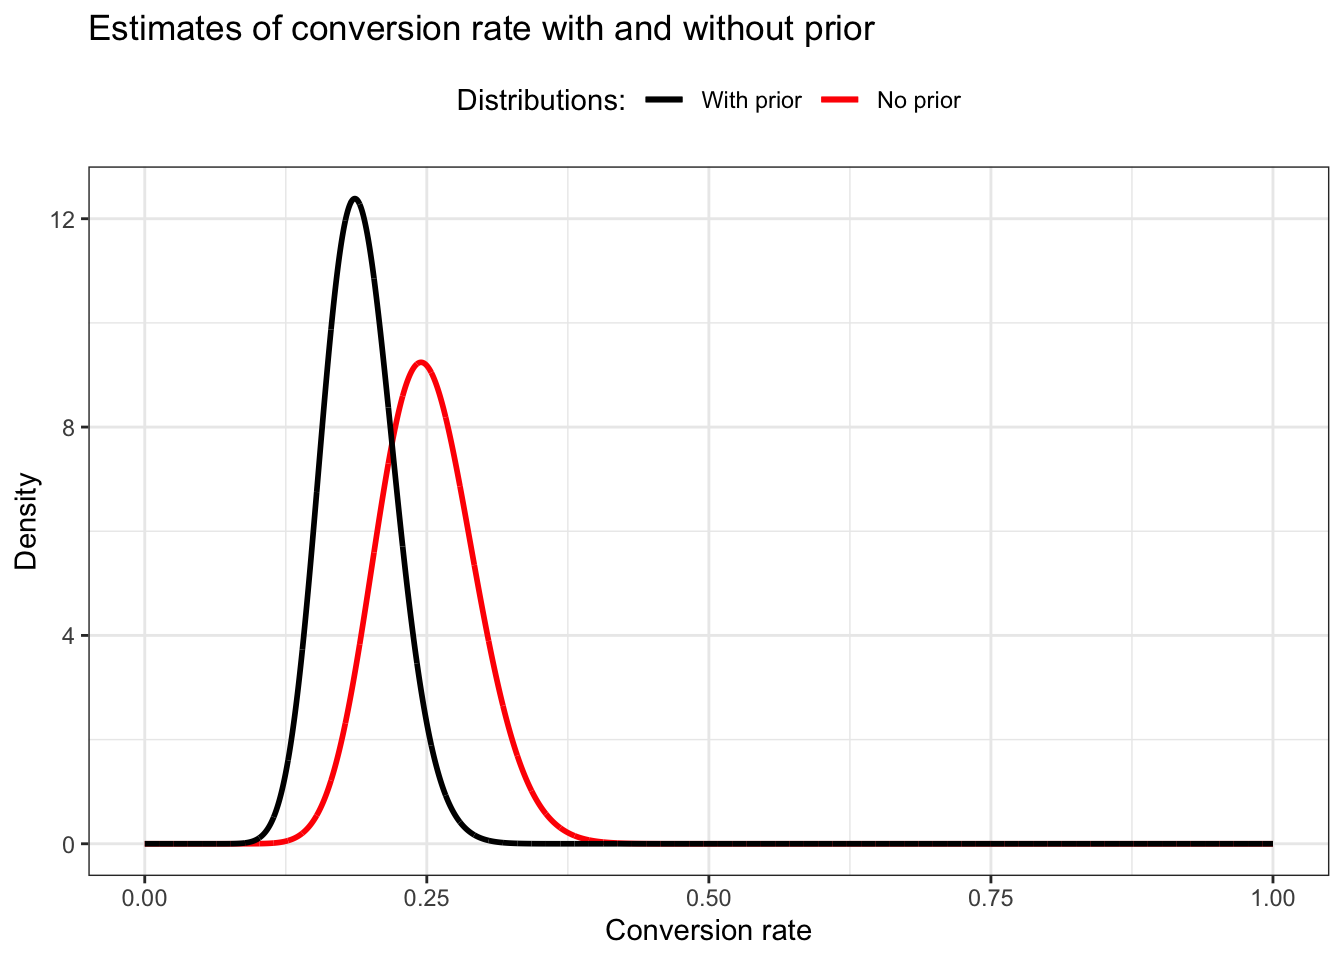 Estimates of conversion rate with and without prior
Distributions: With prior No prior
12
8
4
0
Density
0.00 0.25 0.50 0.75 1.00
Conversion rate